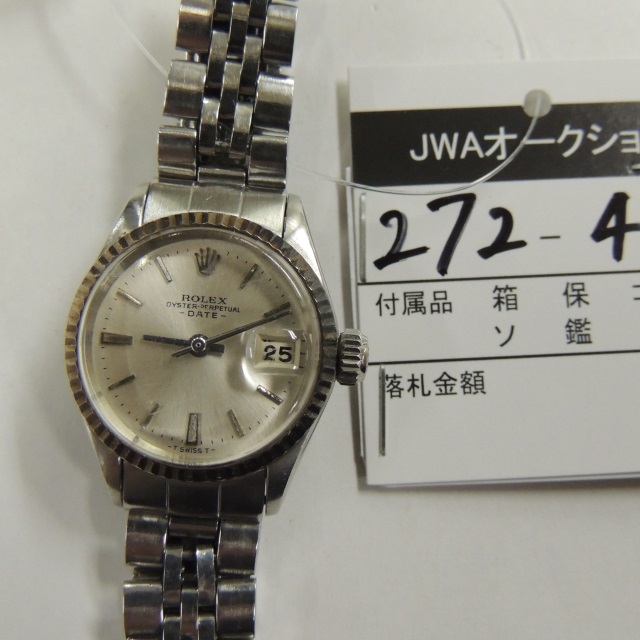 ROLEX
OYSTER-PERPETUAL
-DATE-
25
-SWISS T-
JWAオークショ
272-4
付属品 箱 保
ソ 鑑
落札金額